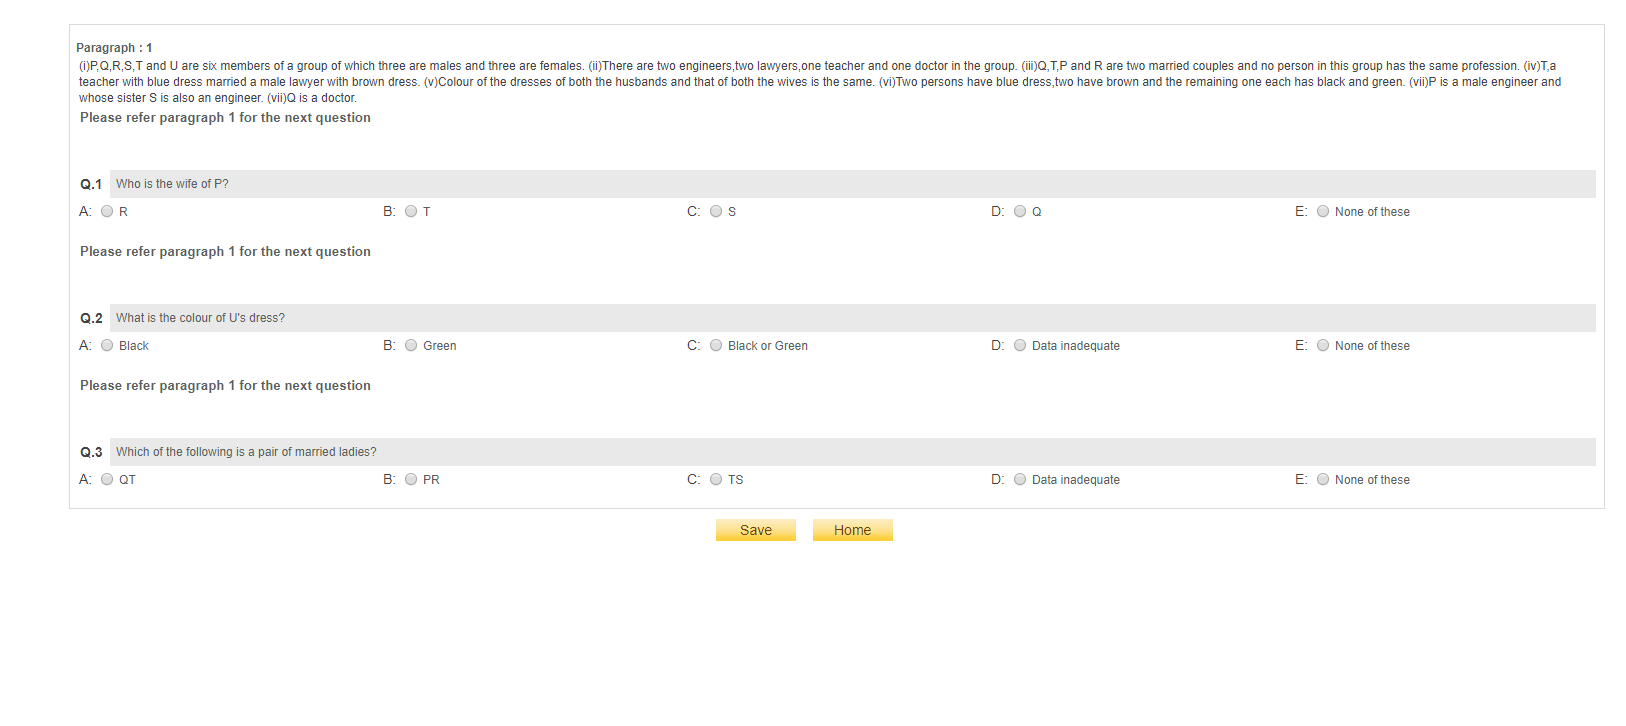 Paragraph : 1
(i)P,Q,R,S,T and U are six members of a group of which three are males and three are females. (ii)There are two engineers,two lawyers,one teacher and one doctor in the group. (iii)Q,T,P and R are two married couples and no person in this group has the same profession. (iv)T,a
teacher with blue dress married a male lawyer with brown dress. (v)Colour of the dresses of both the husbands and that of both the wives is the same. (vi)Two persons have blue dress,two have brown and the remaining one each has black and green. (vii)P is a male engineer and
whose sister S is also an engineer. (vii)Q is a doctor.
Please refer paragraph 1 for the next question
Q.1 Who is the wife of P?
A: R B: T C: S D: Q E: None of these
Please refer paragraph 1 for the next question
Q.2 What is the colour of U's dress?
A: Black B: Green C: Black or Green D: Data inadequate E: None of these
Please refer paragraph 1 for the next question
Q.3 Which of the following is a pair of married ladies?
A: QT B: PR C: TS D: Data inadequate E: None of these
Save Home